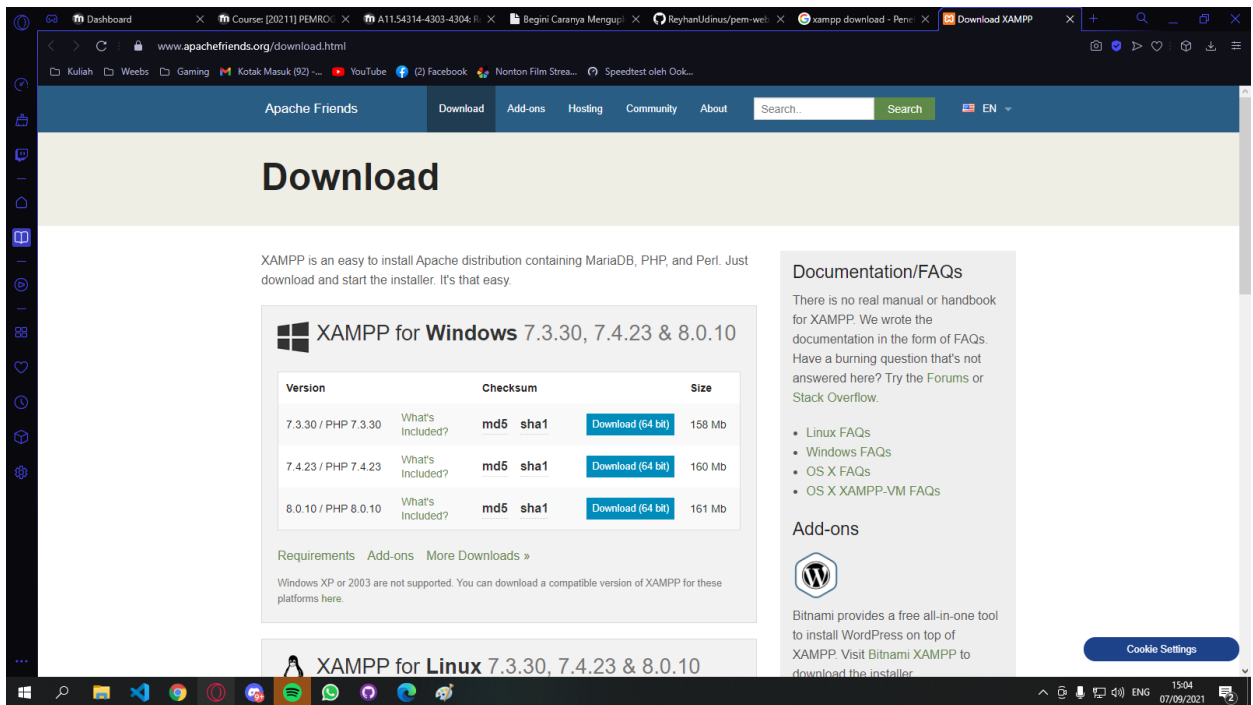 Dashboard
Course: [20211] PEMROG
A11.54314-4303-4304: R
Begini Caranya Mengupl
ReyhanUdinus/pem-web
xampp download - Pene
Download XAMPP
www.apachefriends.org/download.html
Kuliah
Weebs
Gaming
Kotak Masuk (92) -...
YouTube
(2) Facebook
Nonton Film Strea...
Speedtest oleh Ook...
Apache Friends
Download
Add-ons
Hosting
Community
About
Search..
Search
EN
Download
XAMPP is an easy to install Apache distribution containing MariaDB, PHP, and Perl. Just
download and start the installer. It's that easy.
XAMPP for Windows 7.3.30, 7.4.23 & 8.0.10
Version Checksum Size
7.3.30 / PHP 7.3.30 What's Included? md5 sha1 Download (64 bit) 158 Mb
7.4.23 / PHP 7.4.23 What's Included? md5 sha1 Download (64 bit) 160 Mb
8.0.10 / PHP 8.0.10 What's Included? md5 sha1 Download (64 bit) 161 Mb
Requirements Add-ons More Downloads »
Windows XP or 2003 are not supported. You can download a compatible version of XAMPP for these
platforms here.
XAMPP for Linux 7.3.30, 7.4.23 & 8.0.10
Documentation/FAQs
There is no real manual or handbook
for XAMPP. We wrote the
documentation in the form of FAQs.
Have a burning question that's not
answered here? Try the Forums or
Stack Overflow.
• Linux FAQs
• Windows FAQs
• OS X FAQs
• OS X XAMPP-VM FAQs
Add-ons
Bitnami provides a free all-in-one tool
to install WordPress on top of
XAMPP. Visit Bitnami XAMPP to
download the installer.
Cookie Settings
ENG
15:04
07/09/2021
2